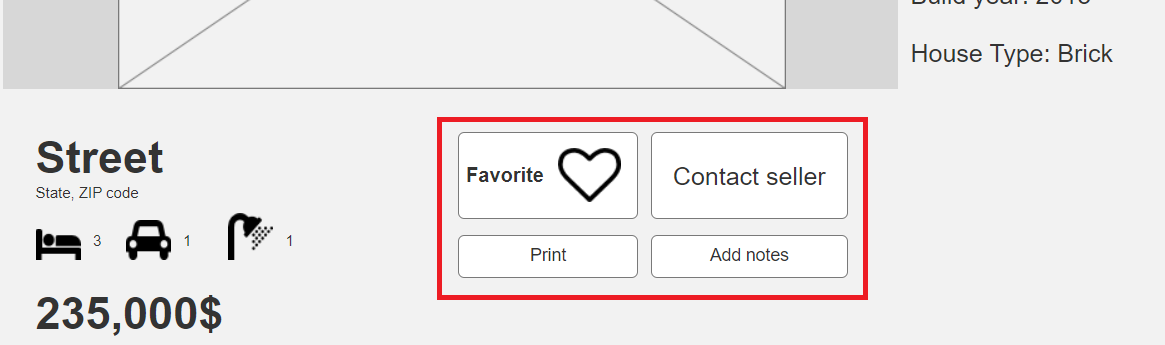 House Type: Brick
Street
State, ZIP code
3 1 1
235,000$
Favorite
Contact seller
Print
Add notes